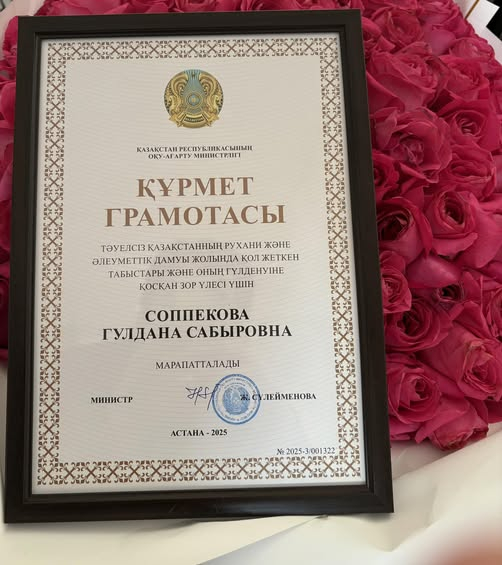 ҚАЗАҚСТАН РЕСПУБЛИКАСЫНЫҢ
ОҚУ-АҒАРТУ МИНИСТРЛІГІ
ҚҰРМЕТ
ГРАМОТАСЫ
ТӘУЕЛСІЗ ҚАЗАҚСТАННЫҢ РУХАНИ ЖӘНЕ
ӘЛЕУМЕТТІК ДАМУЫ ЖОЛЫНДА ҚОЛ ЖЕТКЕН
ТАБЫСТАРЫ ЖӘНЕ ОНЫҢ ГҮЛДЕНУІНЕ
ҚОСҚАН ЗОР ҮЛЕСІ ҮШІН
СОППЕКОВА
ГУЛДАНА САБЫРОВНА
МАРАПАТТАЛАДЫ
МИНИСТР Ж. СУЛЕЙМЕНОВА
АСТАНА - 2025
№ 2025-3/001322